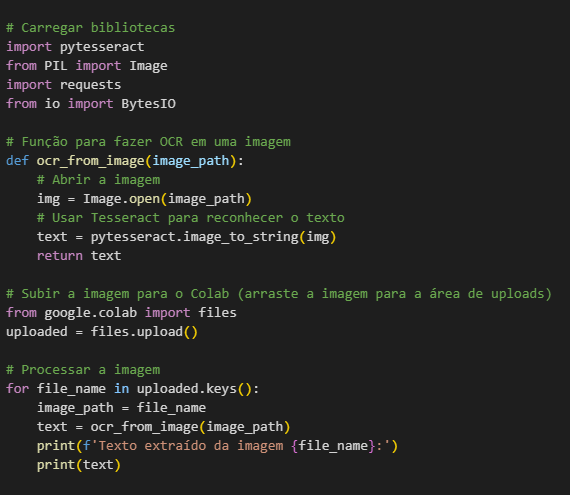 # Carregar bibliotecas
import pytesseract
from PIL import Image
import requests
from io import BytesIO

# Função para fazer OCR em uma imagem
def ocr_from_image(image_path):
    # Abrir a imagem
    img = Image.open(image_path)
    # Usar Tesseract para reconhecer o texto
    text = pytesseract.image_to_string(img)
    return text

# Subir a imagem para o Colab (arraste a imagem para a área de uploads)
from google.colab import files
uploaded = files.upload()

# Processar a imagem
for file_name in uploaded.keys():
    image_path = file_name
    text = ocr_from_image(image_path)
    print(f'Texto extraído da imagem {file_name}:')
    print(text)